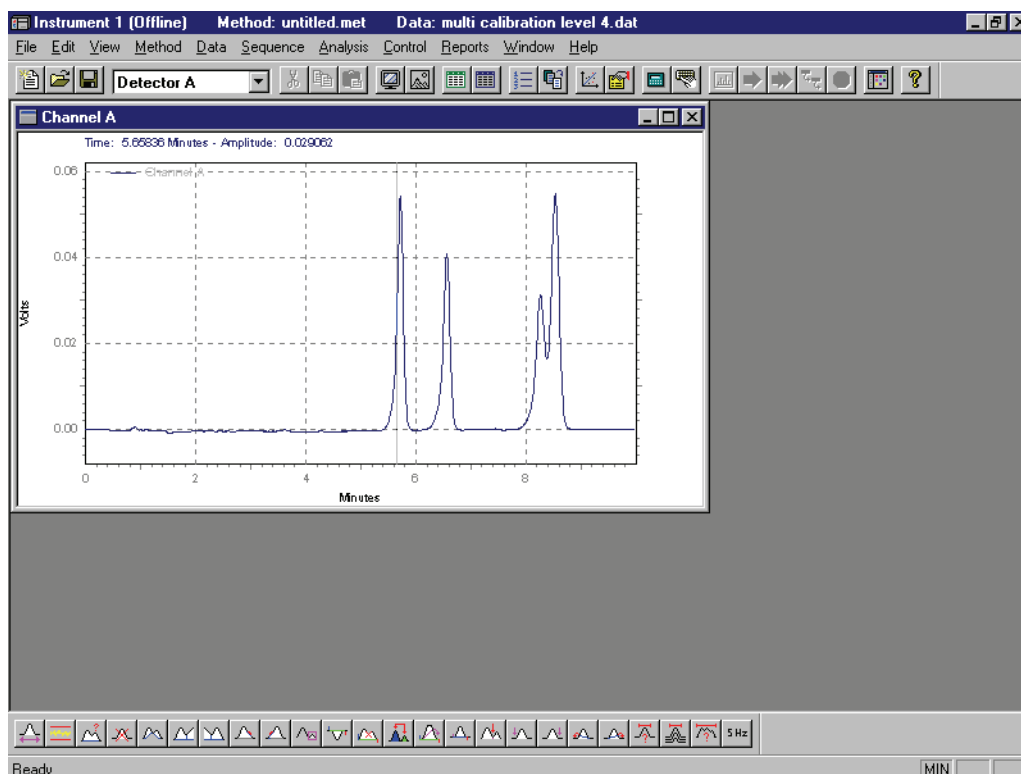 Instrument 1 (Offline) Method: untitled.met Data: multi calibration level 4.dat
File Edit View Method Data Sequence Analysis Control Reports Window Help
Detector A
Channel A
Time: 5.65836 Minutes - Amplitude: 0.029062
Channel A
0.06
0.04
0.02
0.00
Volts
0 2 4 6 8
Minutes
5 Hz
Ready MIN